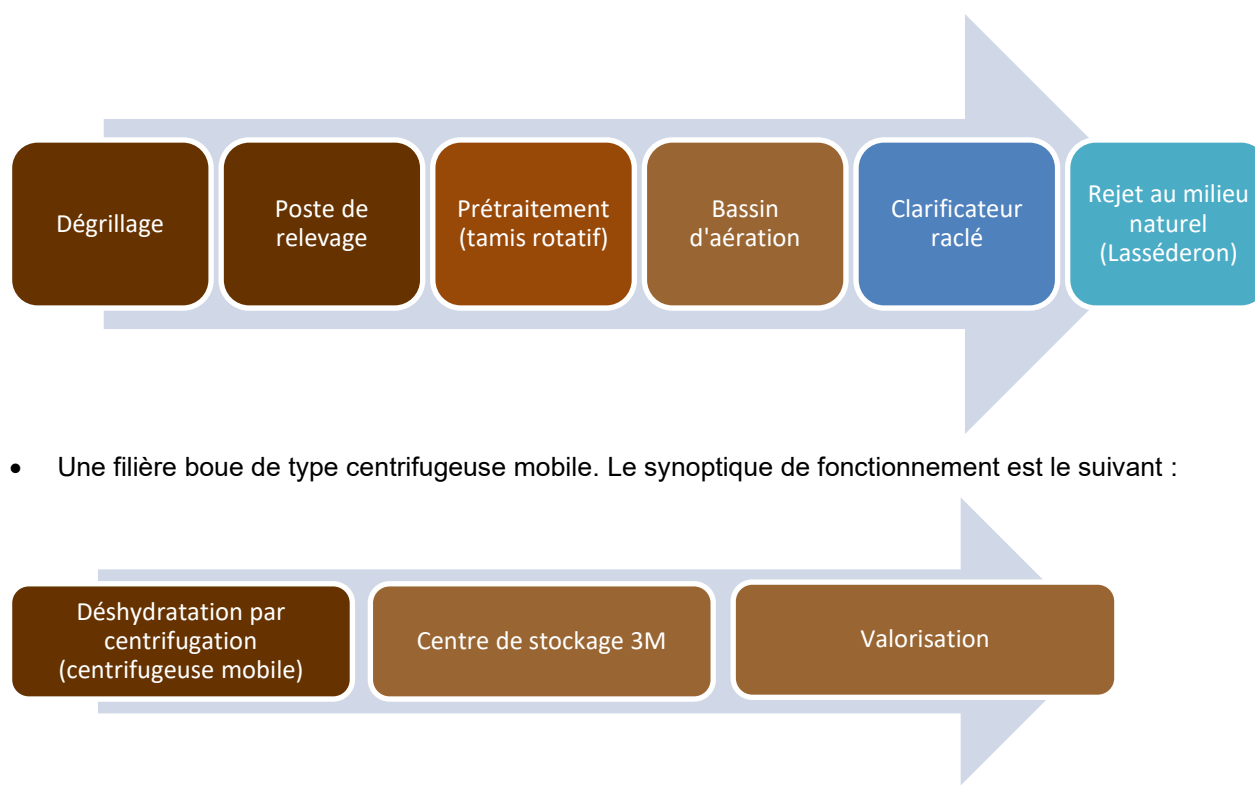 Dégrillage
Poste de
relevage
Prétraitement
(tamis rotatif)
Bassin
d'aération
Clarificateur
raclé
Rejet au milieu
naturel
(Lasséderon)
• Une filière boue de type centrifugeuse mobile. Le synoptique de fonctionnement est le suivant :
Déshydratation par
centrifugation
(centrifugeuse mobile)
Centre de stockage 3M
Valorisation